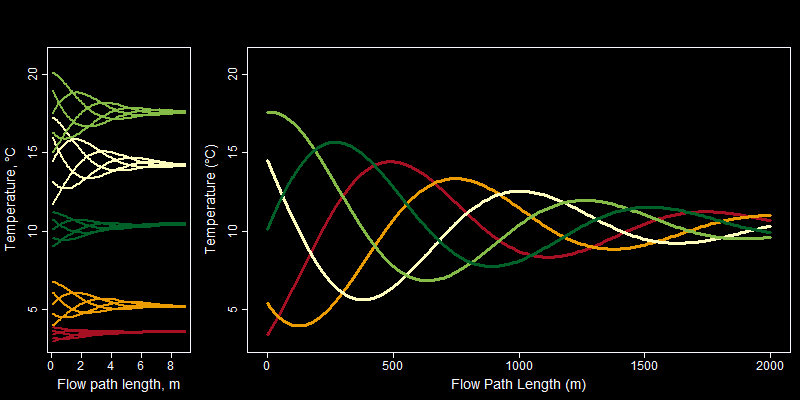 Temperature, °C
20
15
10
5
0 2 4 6 8
Flow path length, m
Temperature (°C)
20
15
10
5
0 500 1000 1500 2000
Flow Path Length (m)